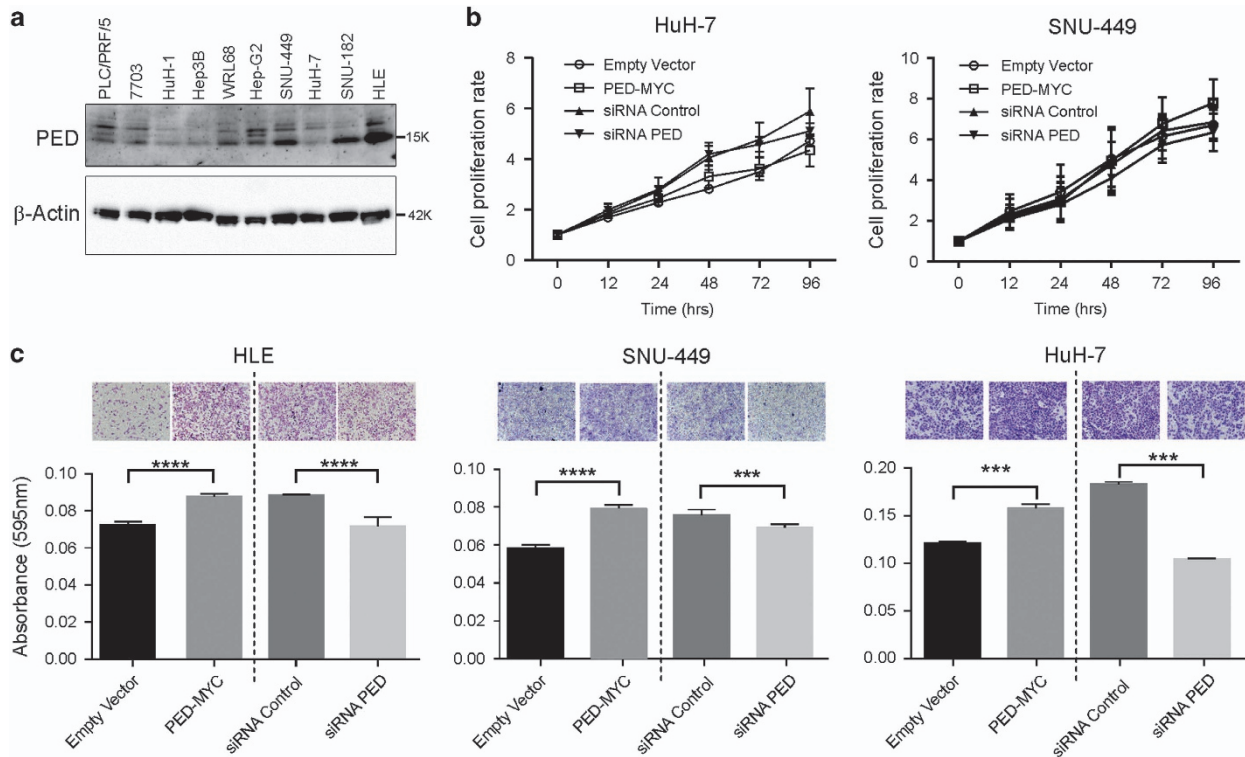 a
PLC/PRF/5
7703
HuH-1
Hep3B
WRL68
Hep-G2
SNU-449
HuH-7
SNU-182
HLE
PED
15K
β-Actin
42K
b
HuH-7
Cell proliferation rate
8
6
4
2
0
Empty Vector
PED-MYC
siRNA Control
siRNA PED
0 12 24 48 72 96
Time (hrs)
SNU-449
Cell proliferation rate
10
8
6
4
2
0
Empty Vector
PED-MYC
siRNA Control
siRNA PED
0 12 24 48 72 96
Time (hrs)
c
HLE
Absorbance (595nm)
0.10
0.08
0.06
0.04
0.02
0.00
**** ****
Empty Vector
PED-MYC
siRNA Control
siRNA PED
SNU-449
0.10
0.08
0.06
0.04
0.02
0.00
**** ***
Empty Vector
PED-MYC
siRNA Control
siRNA PED
HuH-7
0.20
0.15
0.10
0.05
0.00
*** ***
Empty Vector
PED-MYC
siRNA Control
siRNA PED